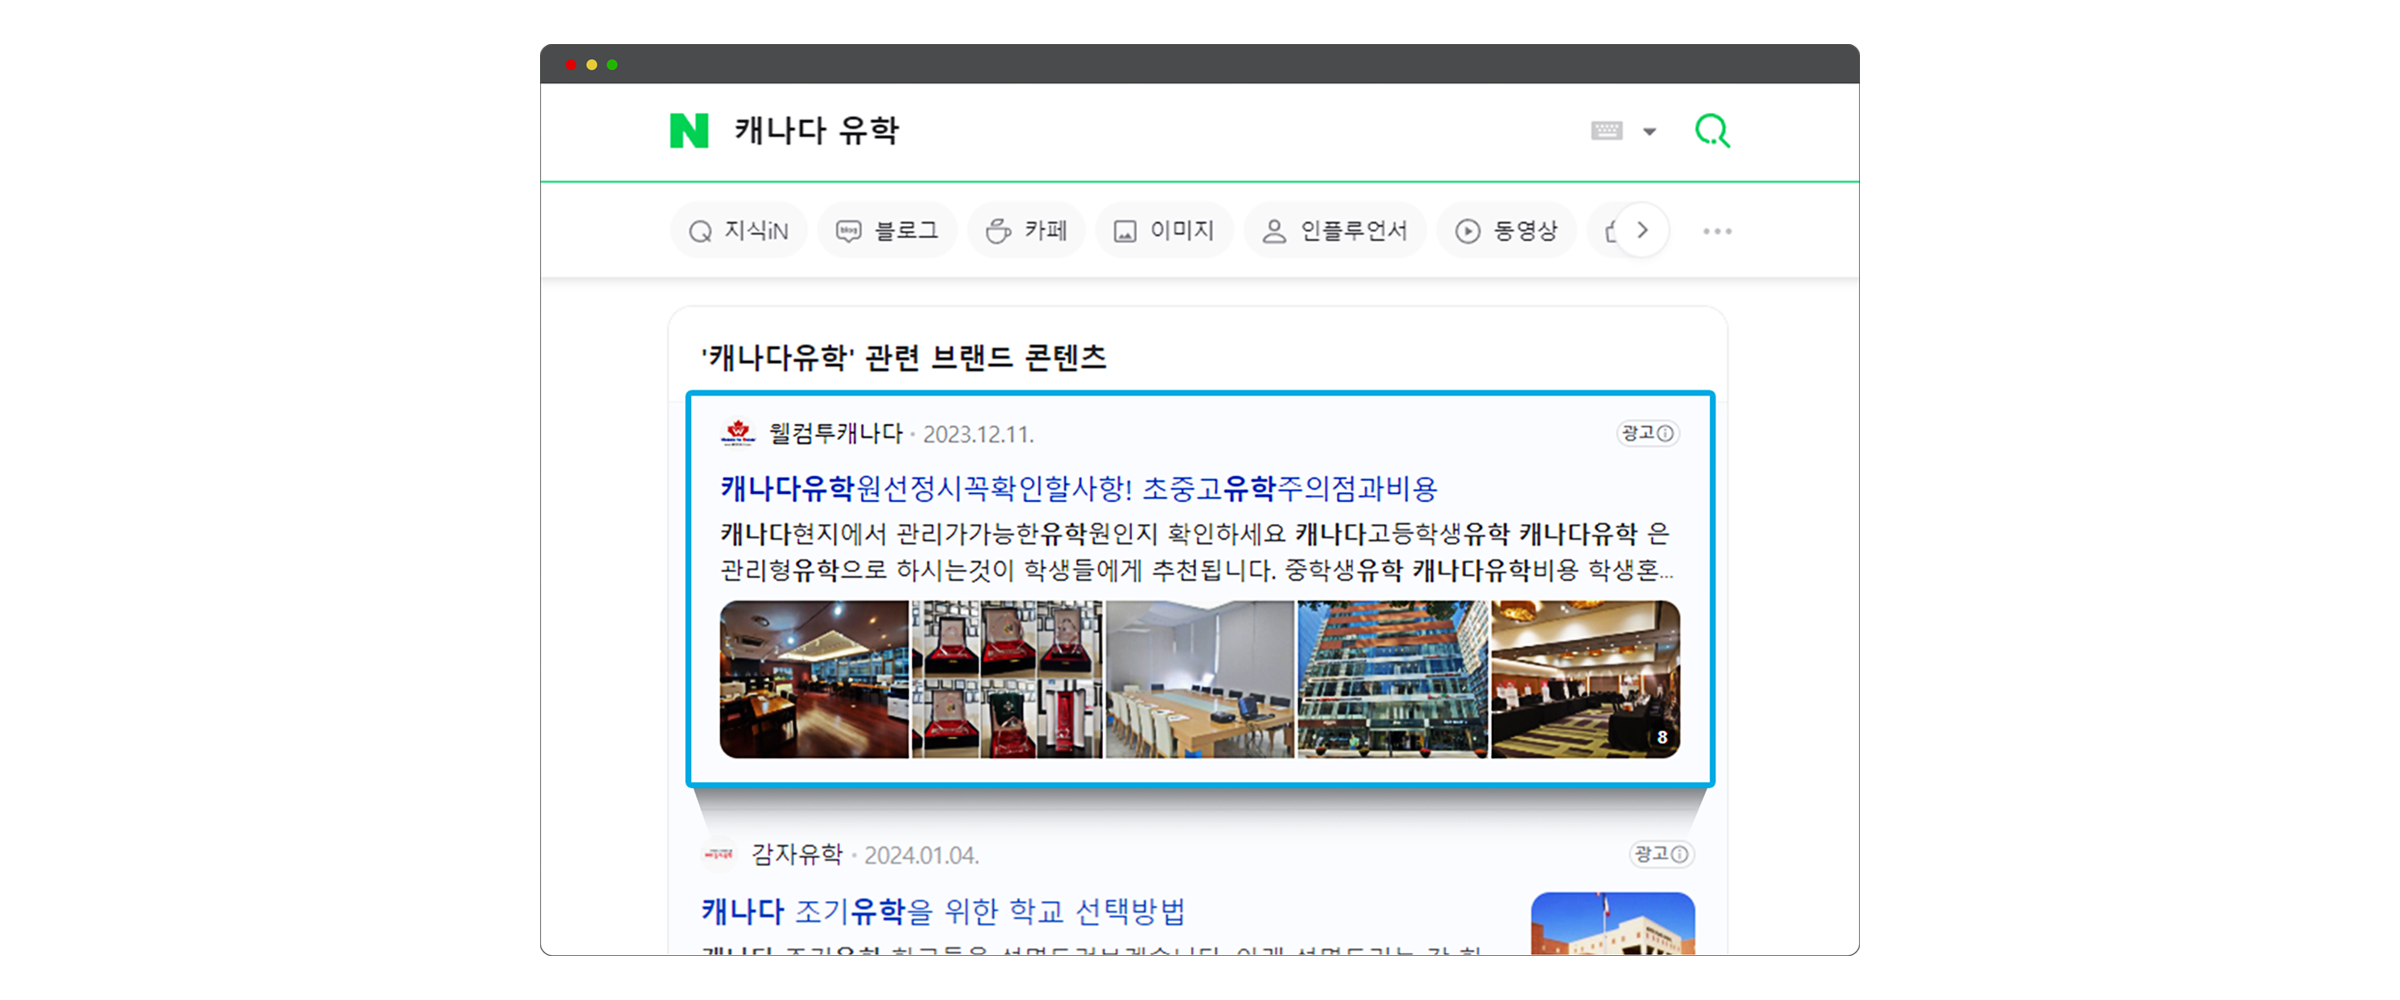 캐나다 유학
지식iN 블로그 카페 이미지 인플루언서 동영상
'캐나다유학' 관련 브랜드 콘텐츠
웰컴투캐나다 · 2023.12.11. 광고
캐나다유학원선정시꼭확인할사항! 초중고유학주의점과비용
캐나다현지에서 관리가가능한유학원인지 확인하세요 캐나다고등학생유학 캐나다유학 은
관리형유학으로 하시는것이 학생들에게 추천됩니다. 중학생유학 캐나다유학비용 학생혼...
8
감자유학 · 2024.01.04. 광고
캐나다 조기유학을 위한 학교 선택방법